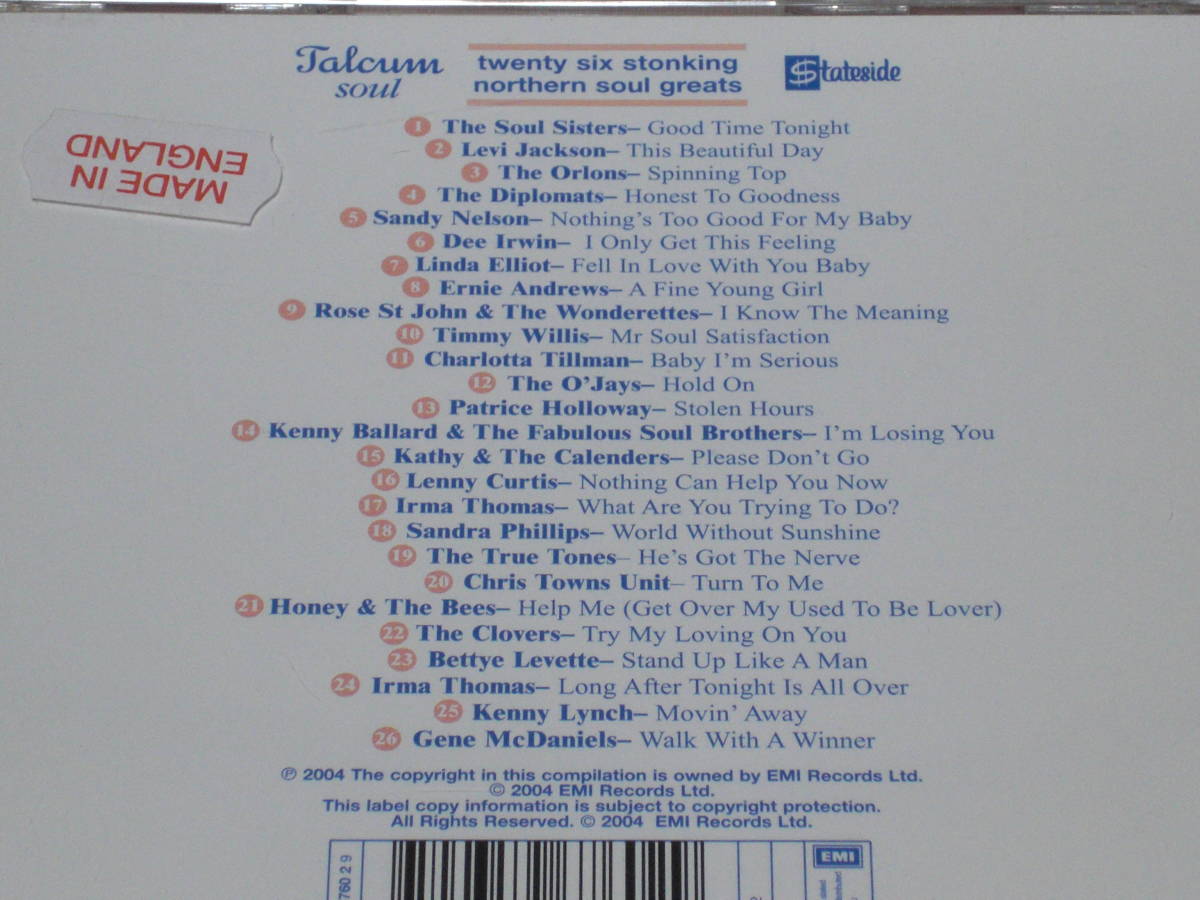 Talcum
soul
twenty six stonking
northern soul greats
$tateside
MADE IN
ENGLAND
1 The Soul Sisters– Good Time Tonight
2 Levi Jackson– This Beautiful Day
3 The Orlons– Spinning Top
4 The Diplomats– Honest To Goodness
5 Sandy Nelson– Nothing's Too Good For My Baby
6 Dee Irwin– I Only Get This Feeling
7 Linda Elliot– Fell In Love With You Baby
8 Ernie Andrews– A Fine Young Girl
9 Rose St John & The Wonderettes– I Know The Meaning
10 Timmy Willis– Mr Soul Satisfaction
11 Charlotta Tillman– Baby I'm Serious
12 The O'Jays– Hold On
13 Patrice Holloway– Stolen Hours
14 Kenny Ballard & The Fabulous Soul Brothers– I'm Losing You
15 Kathy & The Calenders– Please Don't Go
16 Lenny Curtis– Nothing Can Help You Now
17 Irma Thomas– What Are You Trying To Do?
18 Sandra Phillips– World Without Sunshine
19 The True Tones– He's Got The Nerve
20 Chris Towns Unit– Turn To Me
21 Honey & The Bees– Help Me (Get Over My Used To Be Lover)
22 The Clovers– Try My Loving On You
23 Bettye Levette– Stand Up Like A Man
24 Irma Thomas– Long After Tonight Is All Over
25 Kenny Lynch– Movin' Away
26 Gene McDaniels– Walk With A Winner
℗ 2004 The copyright in this compilation is owned by EMI Records Ltd.
© 2004 EMI Records Ltd.
This label copy information is subject to copyright protection.
All Rights Reserved. © 2004 EMI Records Ltd.
760 2 9
EMI